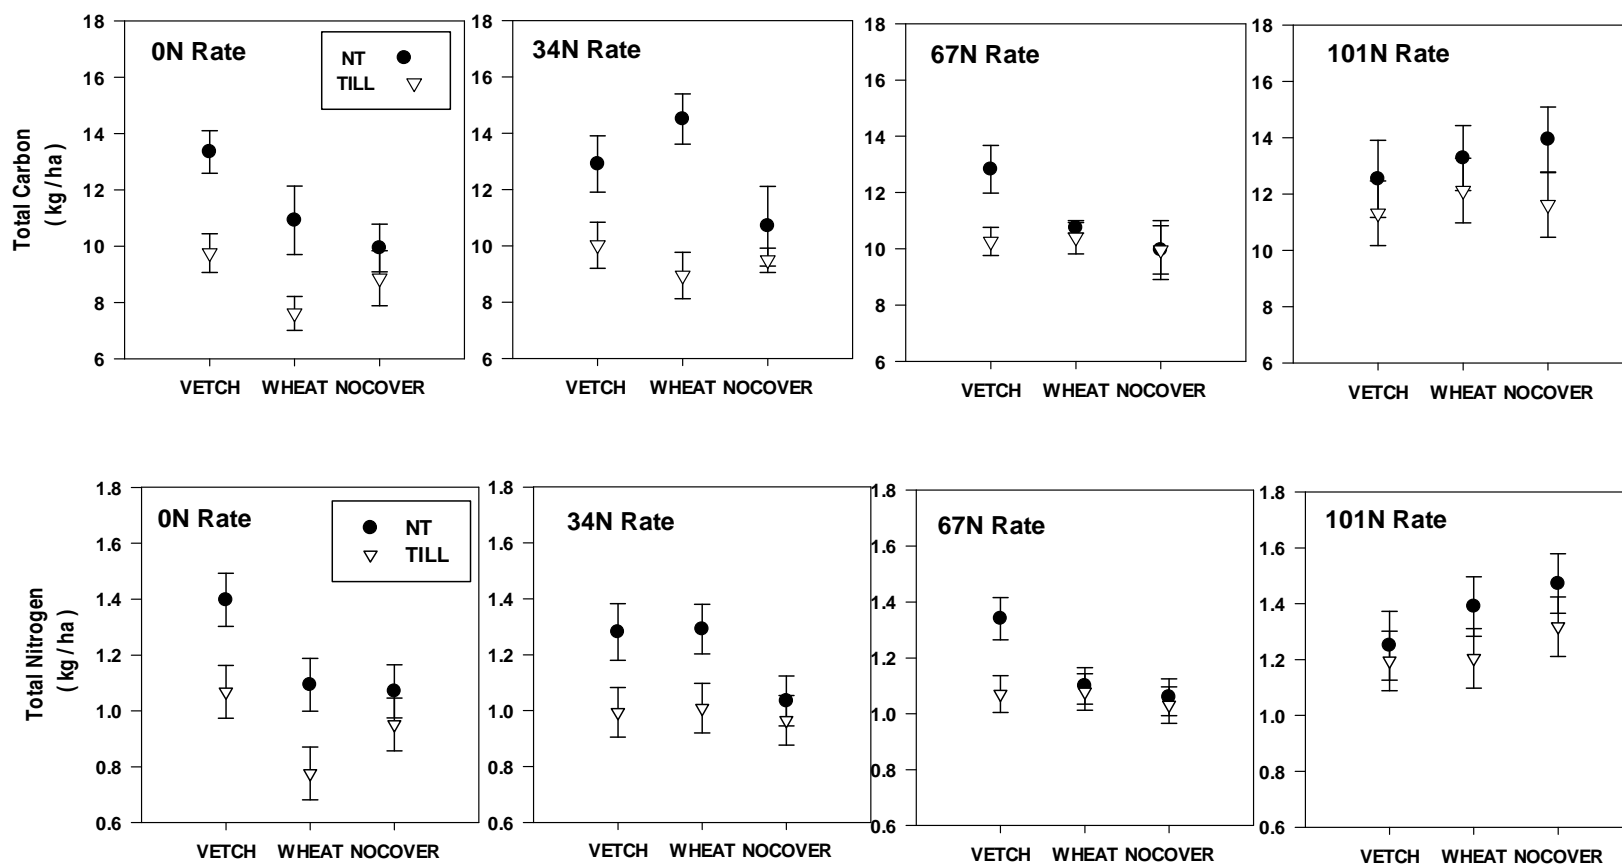 0N Rate
NT
TILL
34N Rate
67N Rate
101N Rate
Total Carbon
( kg / ha )
18
16
14
12
10
8
6
18
16
14
12
10
8
6
18
16
14
12
10
8
6
18
16
14
12
10
8
6
VETCH WHEAT NOCOVER
VETCH WHEAT NOCOVER
VETCH WHEAT NOCOVER
VETCH WHEAT NOCOVER
0N Rate
NT
TILL
34N Rate
67N Rate
101N Rate
Total Nitrogen
( kg / ha )
1.8
1.6
1.4
1.2
1.0
0.8
0.6
1.8
1.6
1.4
1.2
1.0
0.8
0.6
1.8
1.6
1.4
1.2
1.0
0.8
0.6
1.8
1.6
1.4
1.2
1.0
0.8
0.6
VETCH WHEAT NOCOVER
VETCH WHEAT NOCOVER
VETCH WHEAT NOCOVER
VETCH WHEAT NOCOVER